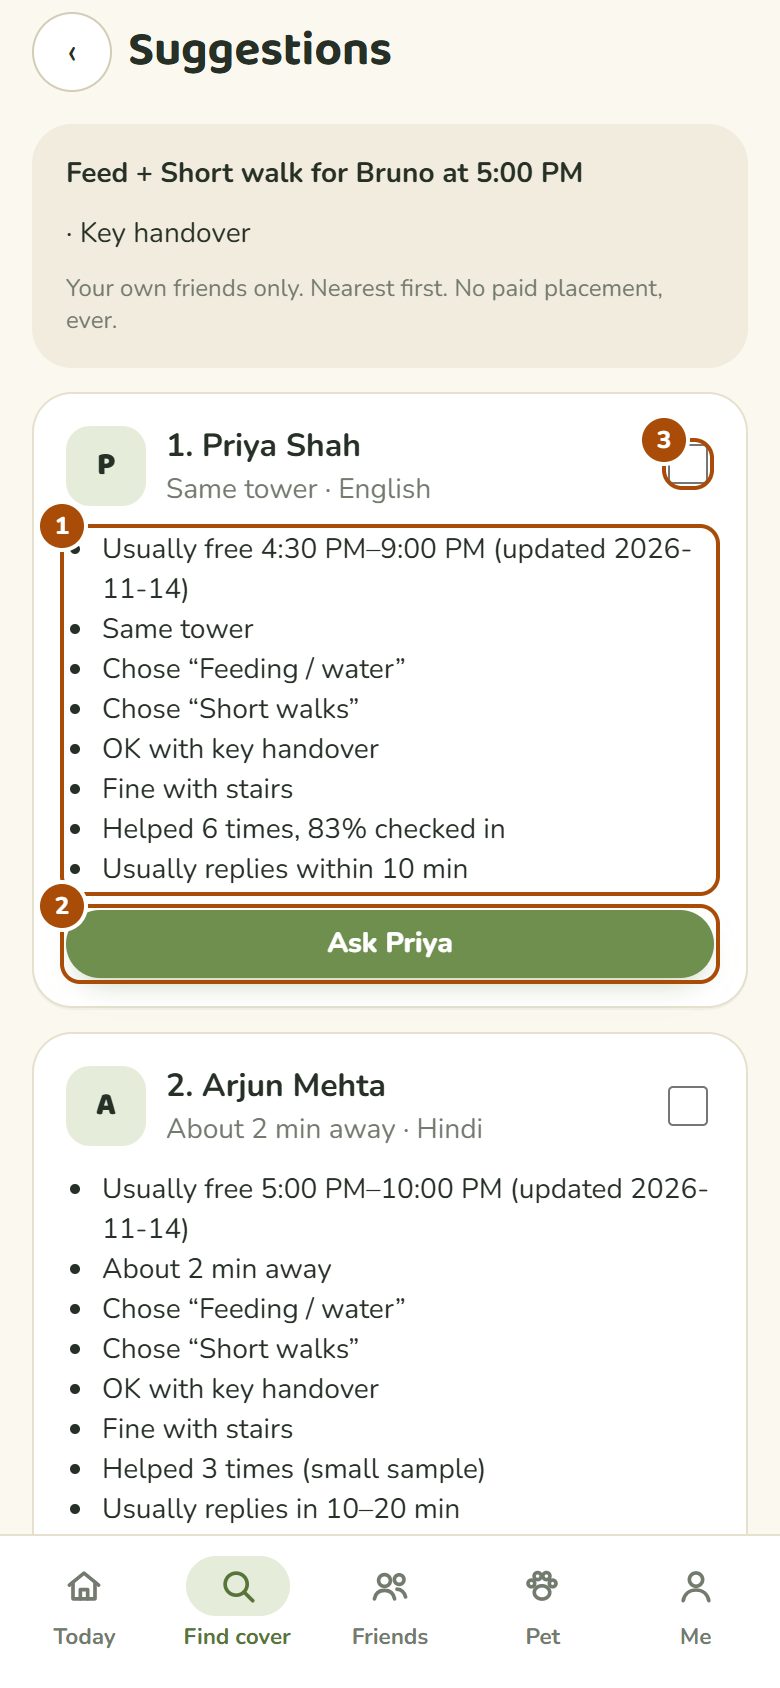 ‹ Suggestions
Feed + Short walk for Bruno at 5:00 PM
· Key handover
Your own friends only. Nearest first. No paid placement,
ever.
P
1. Priya Shah
Same tower · English
3
1
• Usually free 4:30 PM–9:00 PM (updated 2026-
11-14)
• Same tower
• Chose “Feeding / water”
• Chose “Short walks”
• OK with key handover
• Fine with stairs
• Helped 6 times, 83% checked in
• Usually replies within 10 min
2
Ask Priya
A
2. Arjun Mehta
About 2 min away · Hindi
• Usually free 5:00 PM–10:00 PM (updated 2026-
11-14)
• About 2 min away
• Chose “Feeding / water”
• Chose “Short walks”
• OK with key handover
• Fine with stairs
• Helped 3 times (small sample)
• Usually replies in 10–20 min
Today Find cover Friends Pet Me